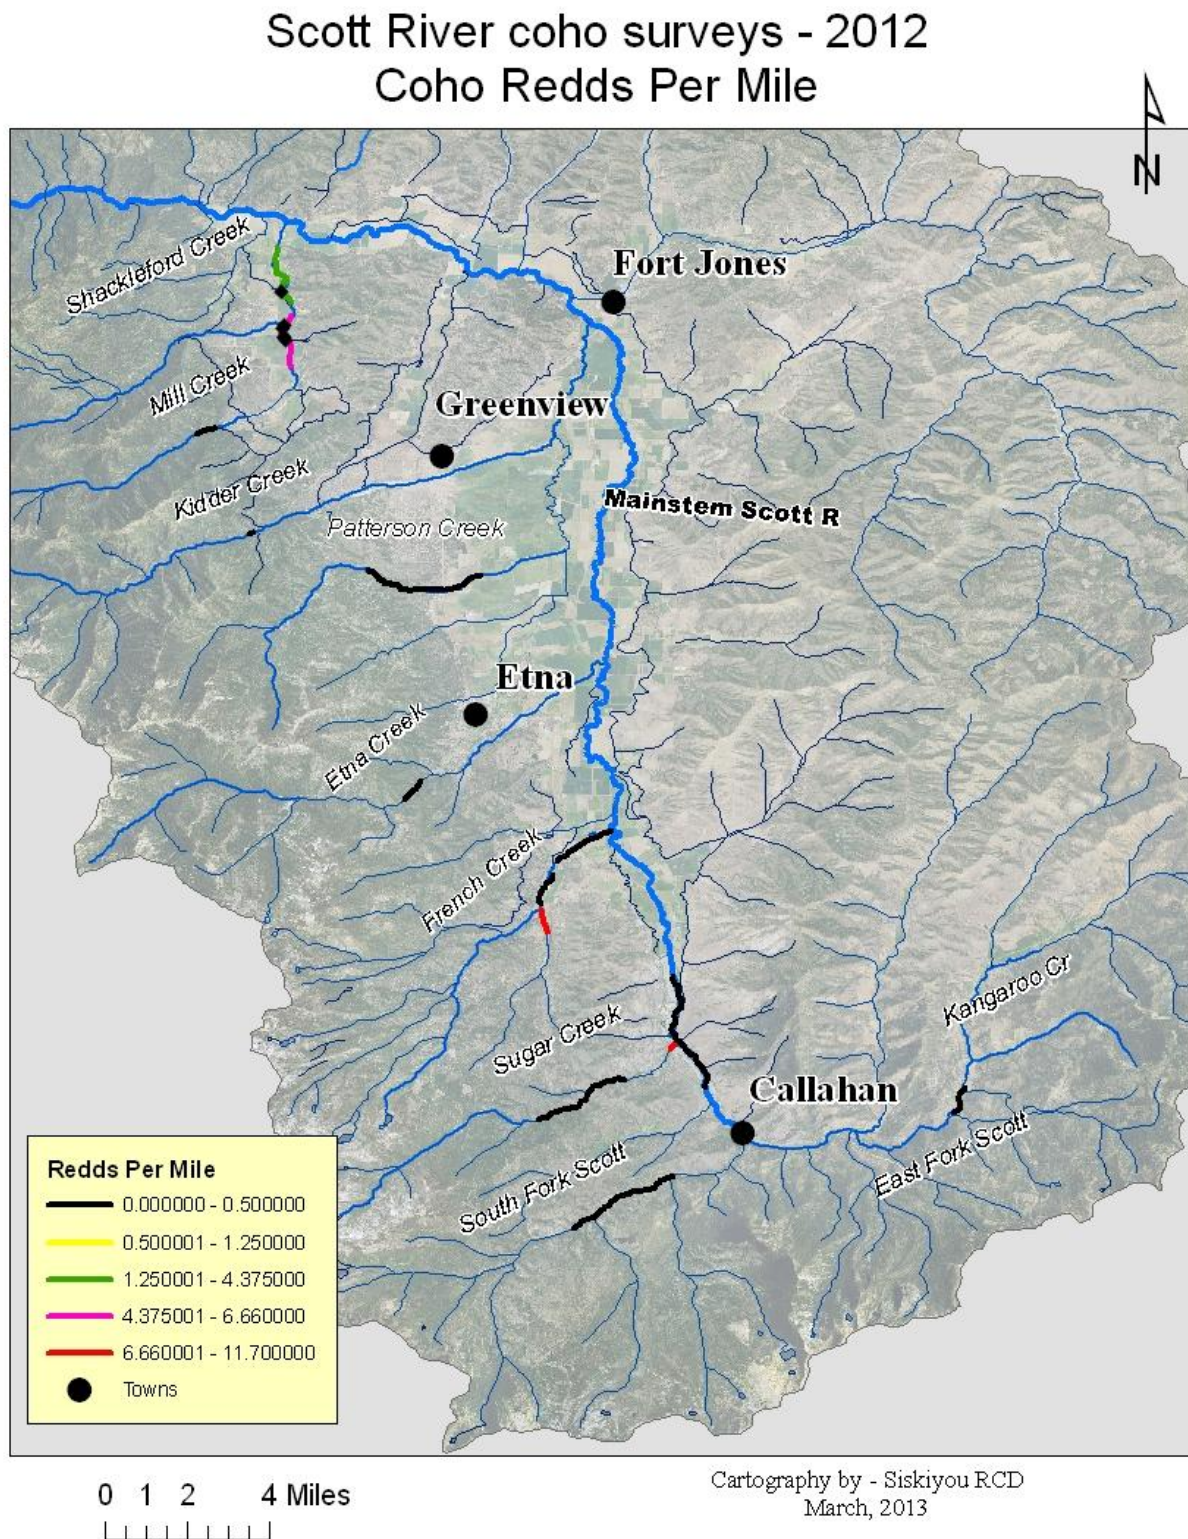 Scott River coho surveys - 2012
Coho Redds Per Mile
N
Shackleford Creek
Fort Jones
Mill Creek
Greenview
Kidder Creek
Mainstem Scott R
Patterson Creek
Etna
Etna Creek
French Creek
Kangaroo Cr
Sugar Creek
Callahan
East Fork Scott
South Fork Scott
Redds Per Mile
0.000000 - 0.500000
0.500001 - 1.250000
1.250001 - 4.375000
4.375001 - 6.660000
6.660001 - 11.700000
Towns
0 1 2 4 Miles
Cartography by - Siskiyou RCD
March, 2013